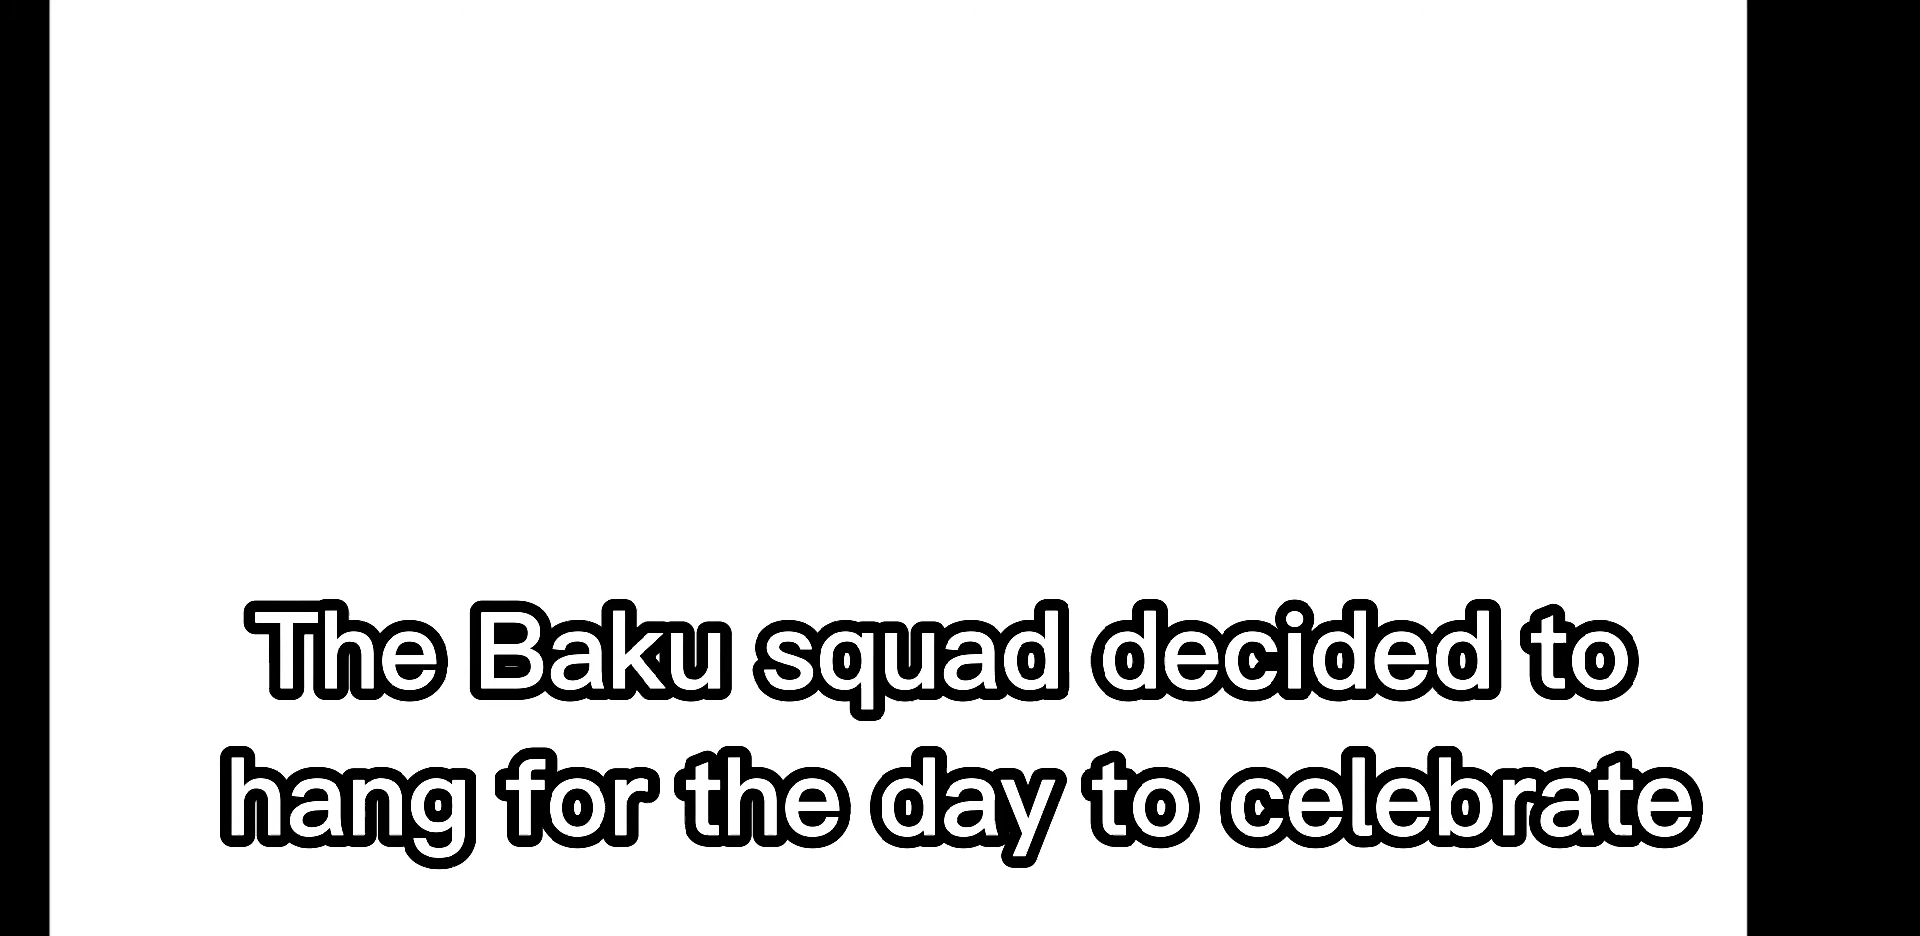 The Baku squad decided to
hang for the day to celebrate